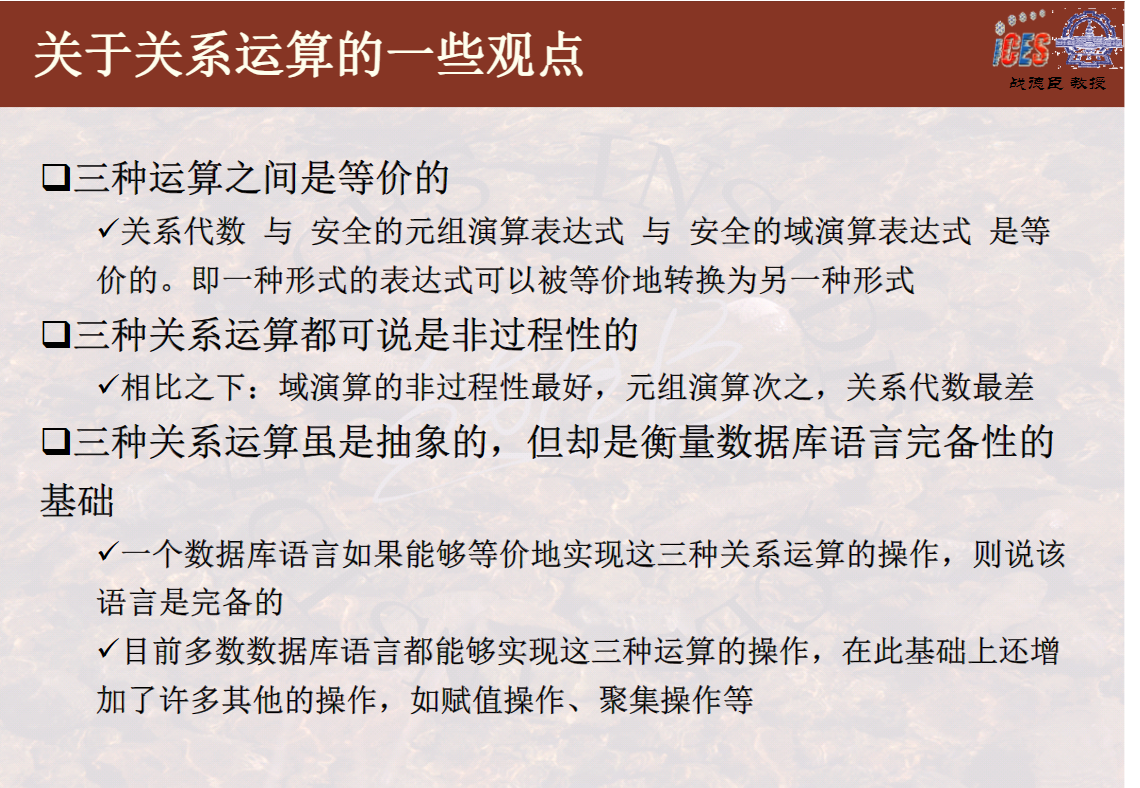 关于关系运算的一些观点
iCES
战德臣 教授
❑三种运算之间是等价的
✓关系代数 与 安全的元组演算表达式 与 安全的域演算表达式 是等
价的。即一种形式的表达式可以被等价地转换为另一种形式
❑三种关系运算都可说是非过程性的
✓相比之下：域演算的非过程性最好，元组演算次之，关系代数最差
❑三种关系运算虽是抽象的，但却是衡量数据库语言完备性的
基础
✓一个数据库语言如果能够等价地实现这三种关系运算的操作，则说该
语言是完备的
✓目前多数数据库语言都能够实现这三种运算的操作，在此基础上还增
加了许多其他的操作，如赋值操作、聚集操作等